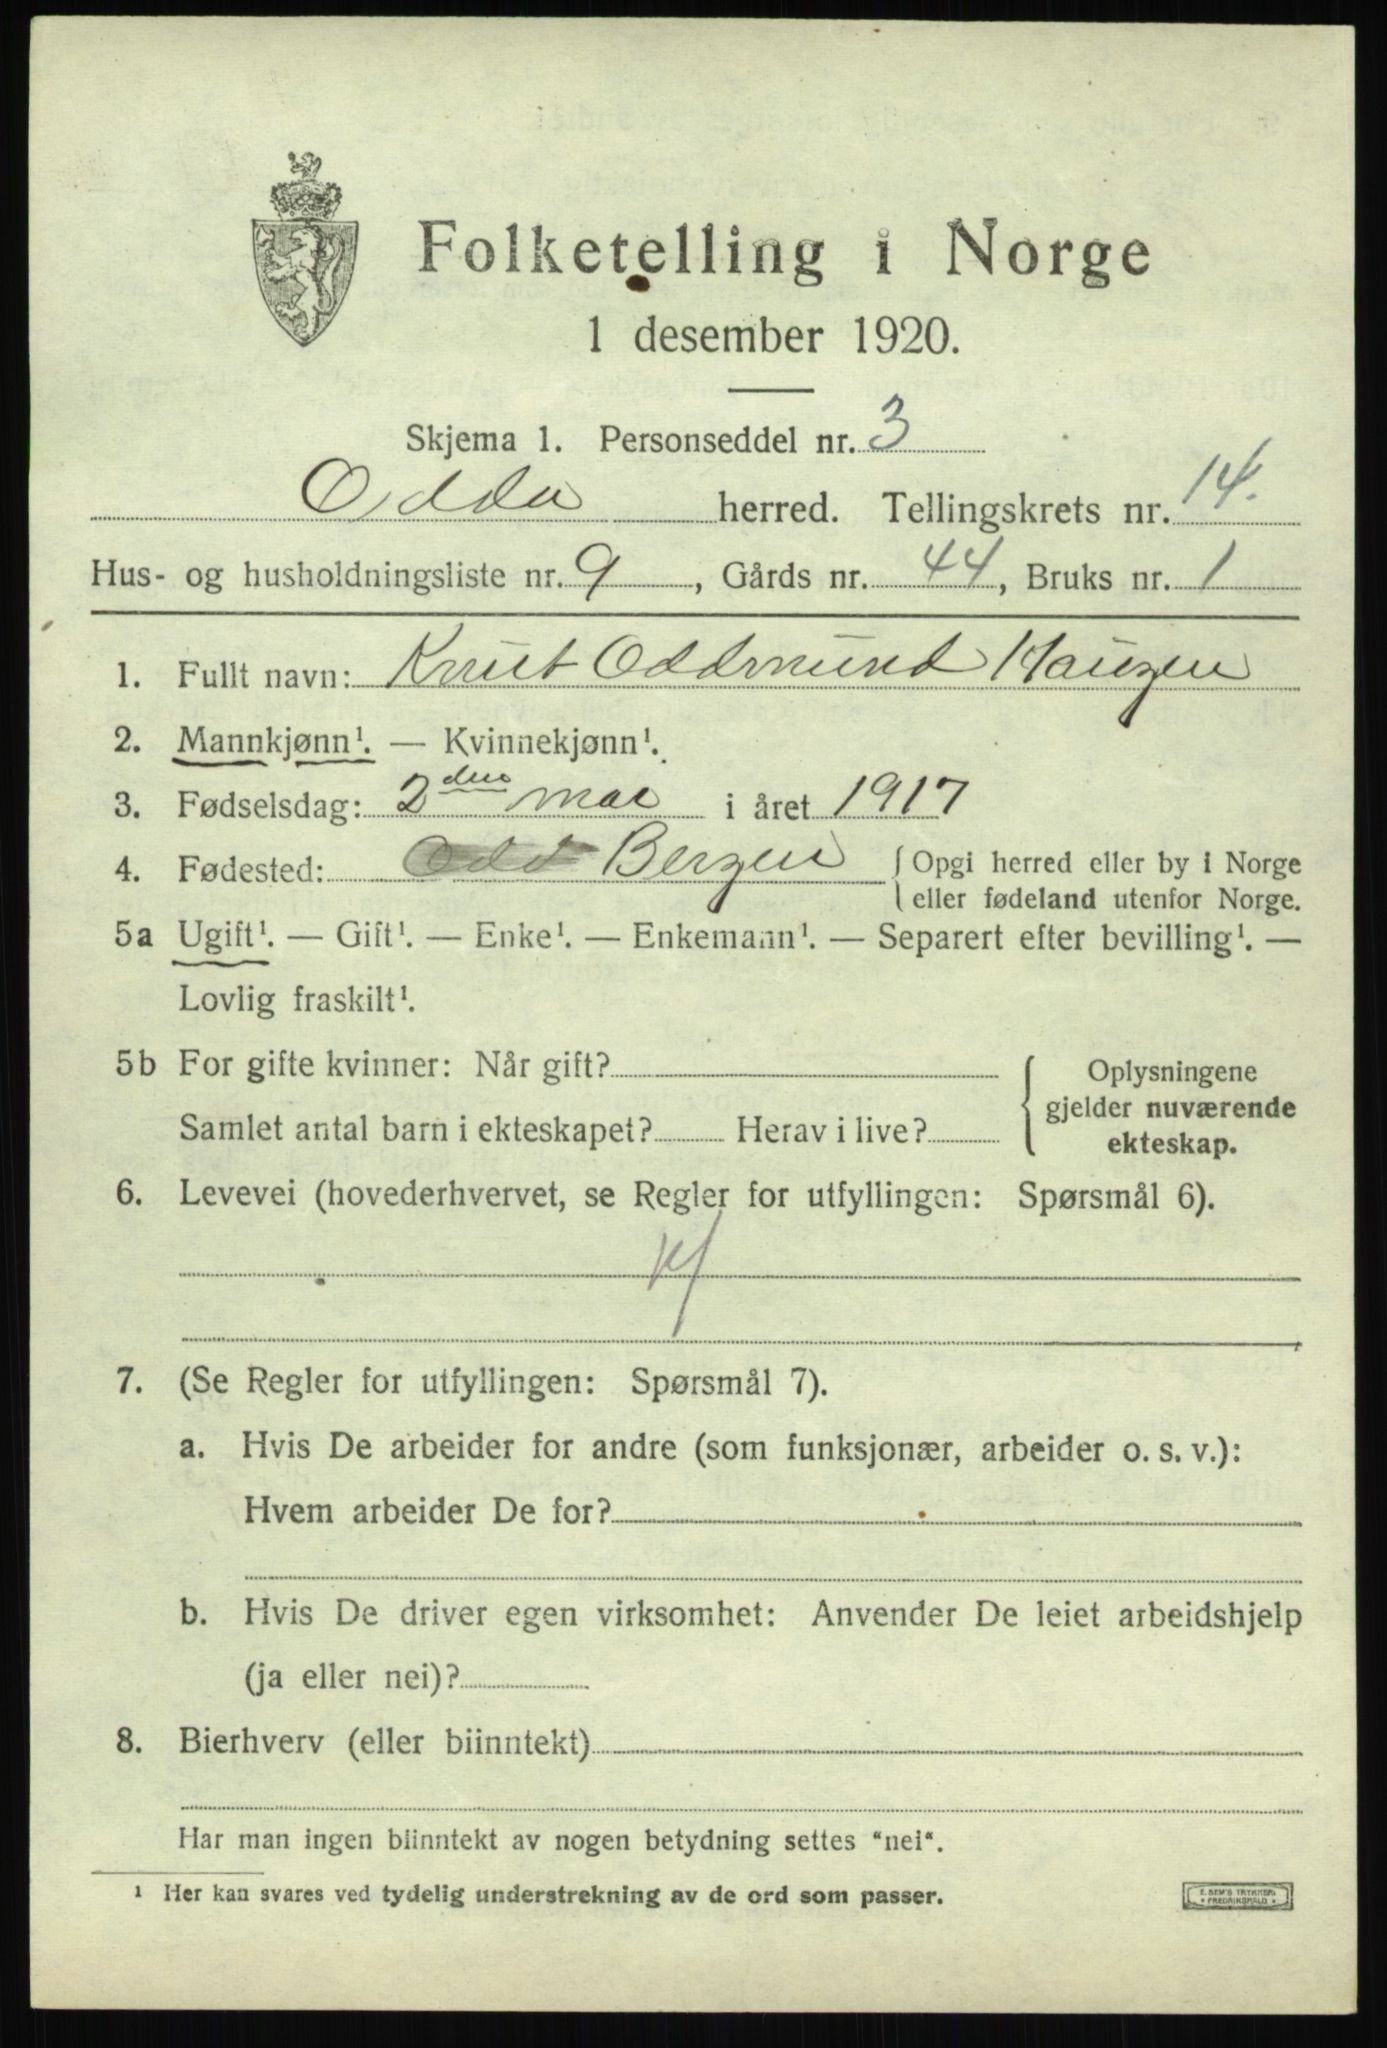 Folketelling i Norge
1 desember 1920.
Skjema 1. Personseddel nr. 3
Odda herred. Tellingskrets nr. 14.
Hus- og husholdningsliste nr. 9, Gårds nr. 44, Bruks nr. 1
1. Fullt navn: Knut Oddmund Haugen
2. Mannkjønn¹. — Kvinnekjønn¹.
3. Fødselsdag: 2den mai i året 1917
4. Fødested: Odd Bergen { Opgi herred eller by i Norge
eller fødeland utenfor Norge.
5a Ugift¹. — Gift¹. — Enke¹. — Enkemann¹. — Separert efter bevilling¹. —
Lovlig fraskilt¹.
5b For gifte kvinner: Når gift? { Oplysningene
gjelder nuværende
Samlet antal barn i ekteskapet? Herav i live?
ekteskap.
6. Levevei (hovederhvervet, se Regler for utfyllingen: Spørsmål 6).
7. (Se Regler for utfyllingen: Spørsmål 7).
a. Hvis De arbeider for andre (som funksjonær, arbeider o. s. v.):
Hvem arbeider De for?
b. Hvis De driver egen virksomhet: Anvender De leiet arbeidshjelp
(ja eller nei)?
8. Bierhverv (eller biinntekt)
Har man ingen biinntekt av nogen betydning settes "nei".
¹ Her kan svares ved tydelig understrekning av de ord som passer.
E. SEM'S TRYKKERI
* FREDRIKSHALD *